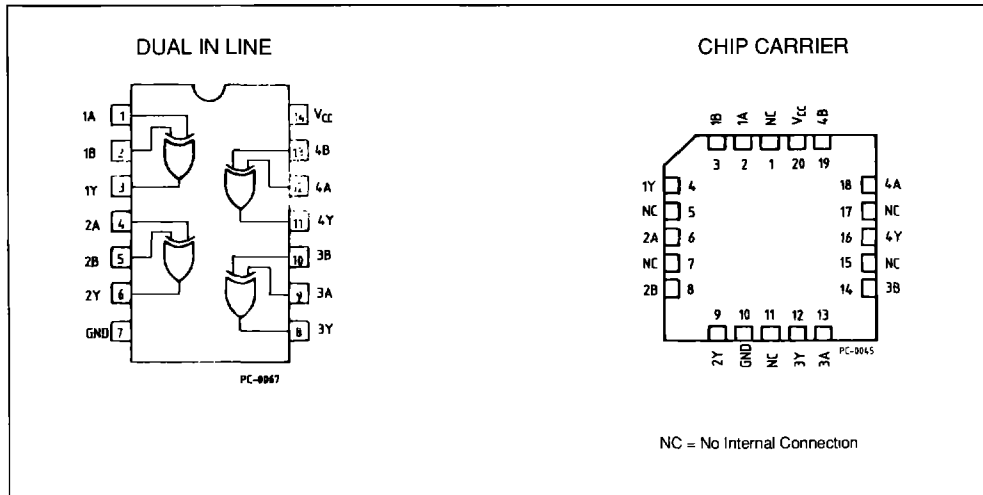 DUAL IN LINE
1A 1 14 VCC
1B 2 13 4B
1Y 3 12 4A
2A 4 11 4Y
2B 5 10 3B
2Y 6 9 3A
GND 7 8 3Y
PC-0067
CHIP CARRIER
1B 1A NC VCC 4B
3 2 1 20 19
1Y 4 18 4A
NC 5 17 NC
2A 6 16 4Y
NC 7 15 NC
2B 8 14 3B
9 10 11 12 13
2Y GND NC 3Y 3A
PC-0045
NC = No Internal Connection